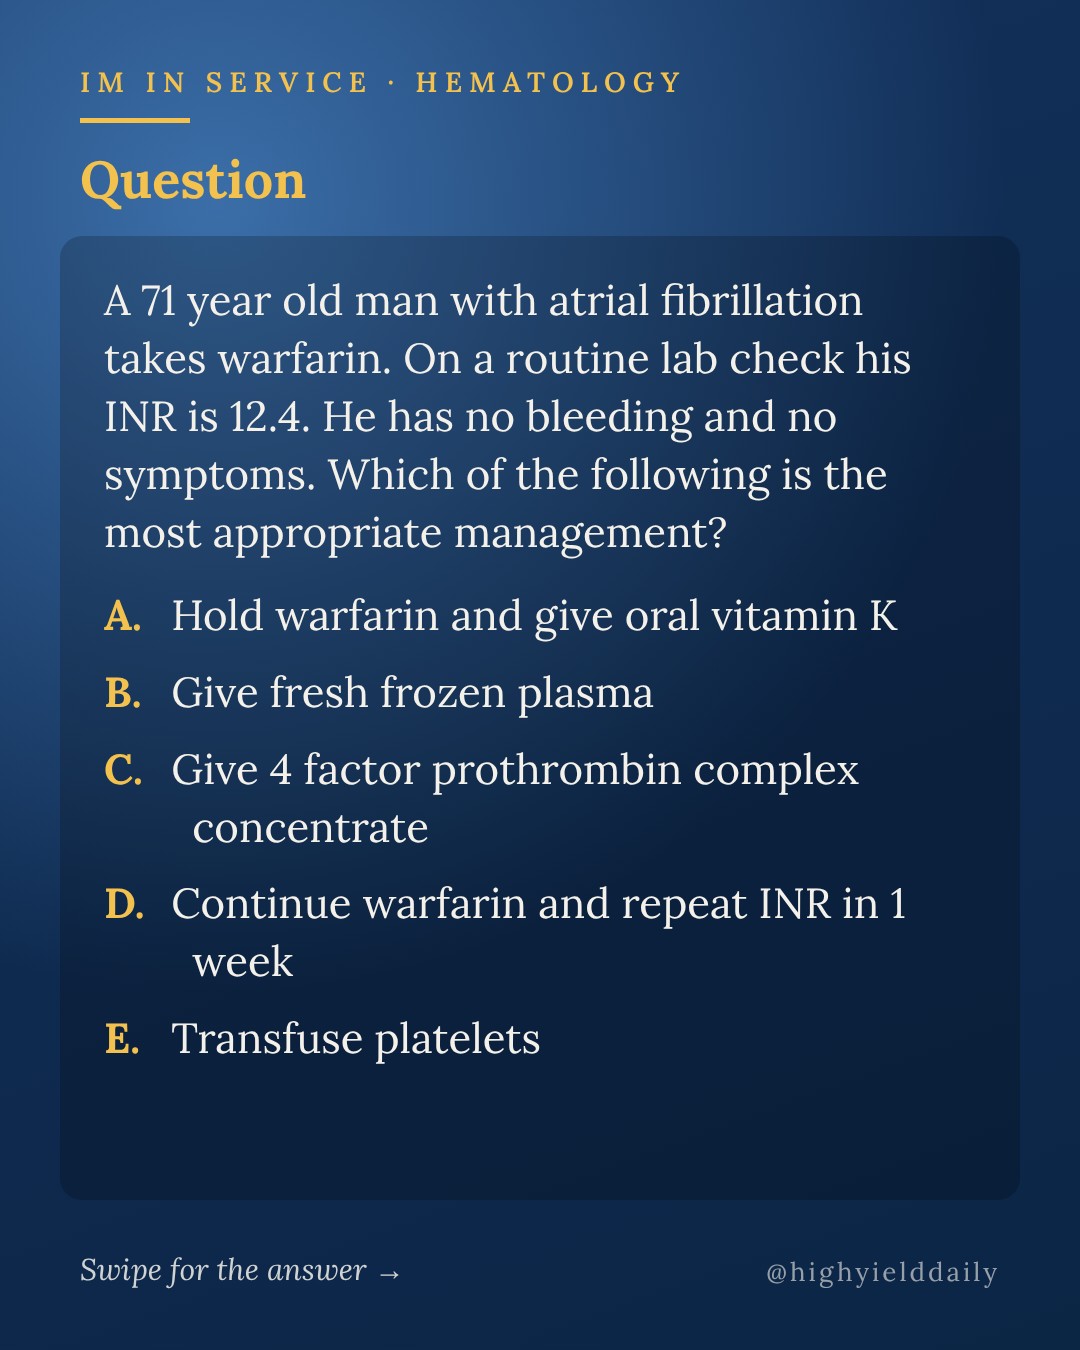 IM IN SERVICE · HEMATOLOGY
Question
A 71 year old man with atrial fibrillation
takes warfarin. On a routine lab check his
INR is 12.4. He has no bleeding and no
symptoms. Which of the following is the
most appropriate management?
A. Hold warfarin and give oral vitamin K
B. Give fresh frozen plasma
C. Give 4 factor prothrombin complex
concentrate
D. Continue warfarin and repeat INR in 1
week
E. Transfuse platelets
Swipe for the answer →
@highyielddaily